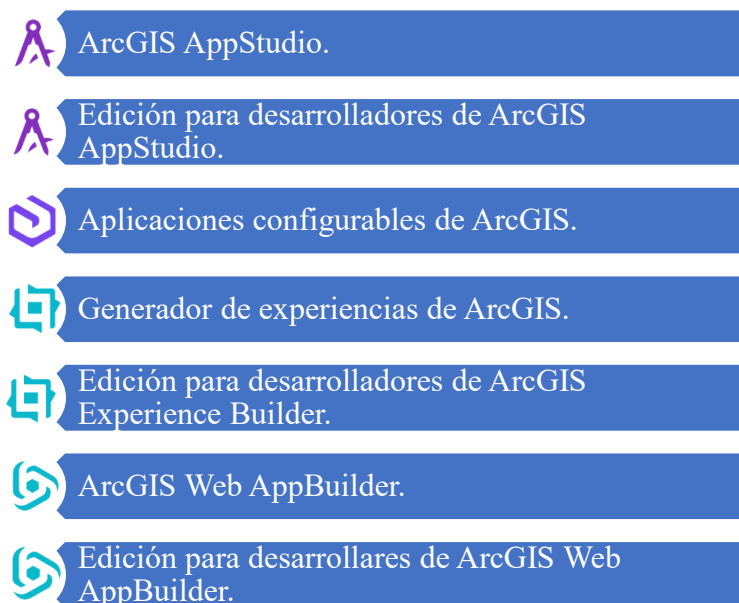 ArcGIS AppStudio.
Edición para desarrolladores de ArcGIS
AppStudio.
Aplicaciones configurables de ArcGIS.
Generador de experiencias de ArcGIS.
Edición para desarrolladores de ArcGIS
Experience Builder.
ArcGIS Web AppBuilder.
Edición para desarrollares de ArcGIS Web
AppBuilder.